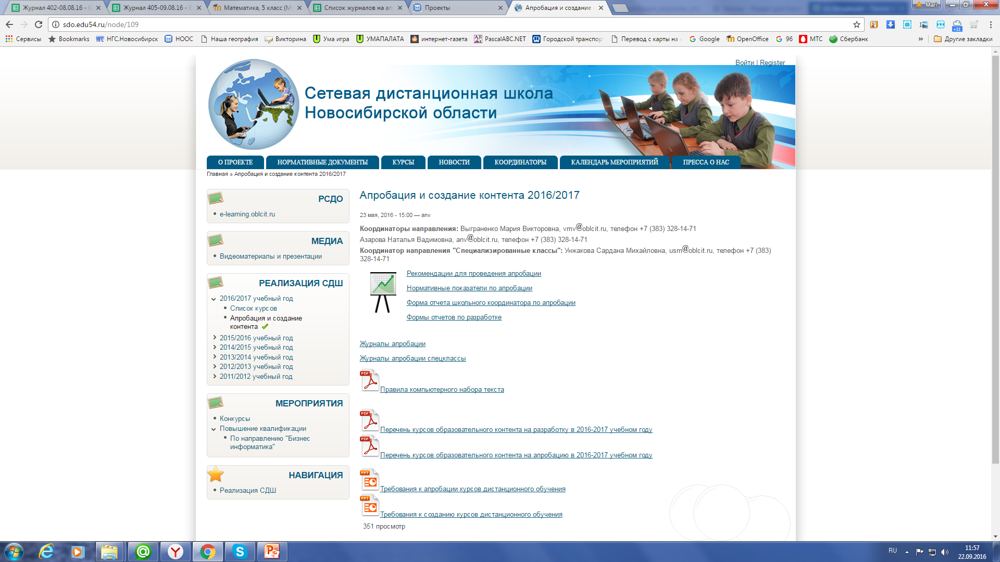 Журнал 402-08.08.16 - G
Журнал 405-09.08.16 - G
Математика, 5 класс (М
Список журналов на ап
Проекты
Апробация и создание
Mari
sdo.edu54.ru/node/109
+11
Сервисы
Bookmarks
НГС.Новосибирск
НООС
Наша география
Викторина
Ума игра
УМАПАЛАТА
интернет-газета
PascalABC.NET
Городской транспор
Перевод с карты на
Google
OpenOffice
96
МТС
Сбербанк
»
Другие закладки
Войти | Register
Сетевая дистанционная школа
Новосибирской области
О ПРОЕКТЕ
НОРМАТИВНЫЕ ДОКУМЕНТЫ
КУРСЫ
НОВОСТИ
КООРДИНАТОРЫ
КАЛЕНДАРЬ МЕРОПРИЯТИЙ
ПРЕССА О НАС
Главная » Апробация и создание контента 2016/2017
РСДО
e-learning.oblcit.ru
МЕДИА
Видеоматериалы и презентации
РЕАЛИЗАЦИЯ СДШ
2016/2017 учебный год
Список курсов
Апробация и создание
контента
2015/2016 учебный год
2014/2015 учебный год
2013/2014 учебный год
2012/2013 учебный год
2011/2012 учебный год
МЕРОПРИЯТИЯ
Конкурсы
Повышение квалификации
По направлению "Бизнес
информатика"
НАВИГАЦИЯ
Реализация СДШ
Апробация и создание контента 2016/2017
23 мая, 2016 - 15:00 — anv
Координаторы направления: Выграненко Мария Викторовна, vmv@oblcit.ru, телефон +7 (383) 328-14-71
Азарова Наталья Вадимовна, anv@oblcit.ru, телефон +7 (383) 328-14-71
Координатор направления "Специализированные классы": Унжакова Сардана Михайловна, usm@oblcit.ru, телефон +7 (383)
328-14-71
Рекомендации для проведения апробации
Нормативные показатели по апробации
Форма отчета школьного координатора по апробации
Формы отчетов по разработке
Журналы апробации
Журналы апробации спецклассы
PDF Правила компьютерного набора текста
PDF Перечень курсов образовательного контента на разработку в 2016-2017 учебном году
PDF Перечень курсов образовательного контента на апробацию в 2016-2017 учебном году
PPT Требования к апробации курсов дистанционного обучения
PPT Требования к созданию курсов дистанционного обучения
351 просмотр
RU
11:57
22.09.2016